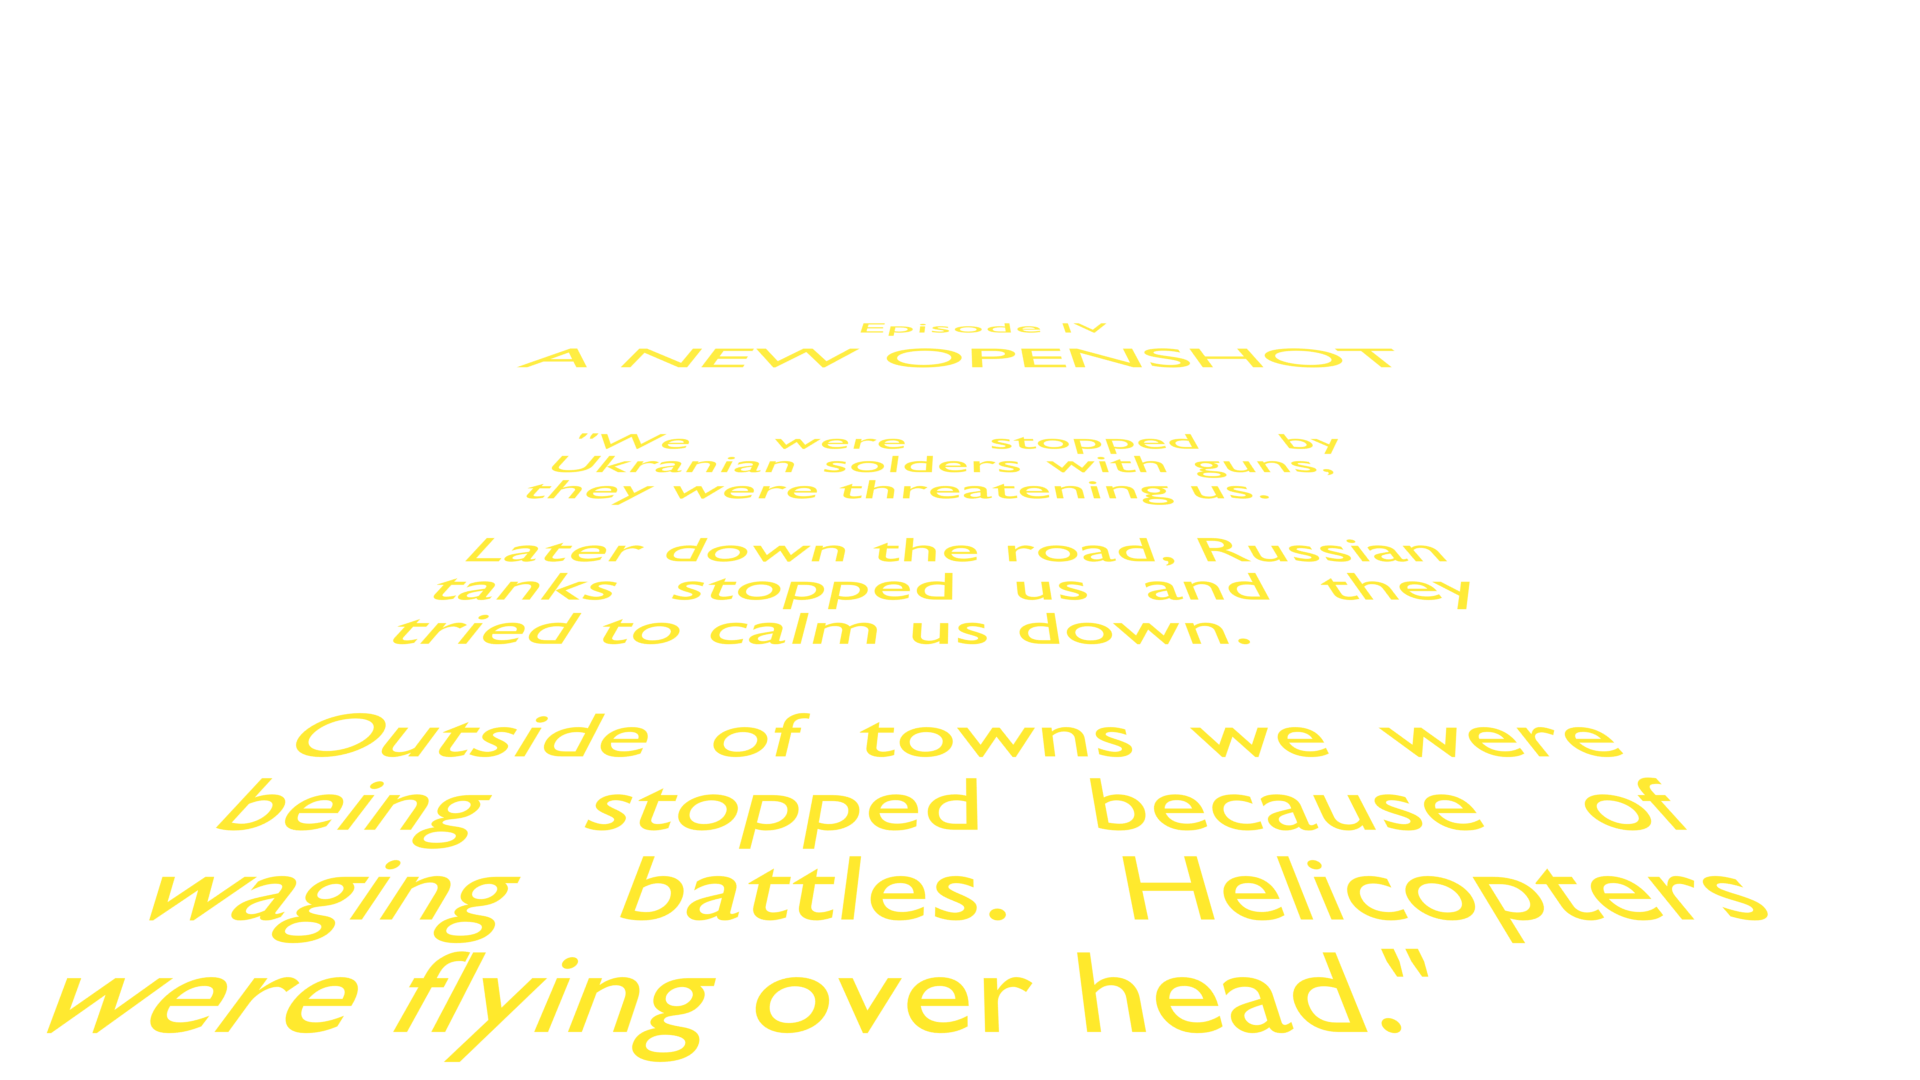 Episode IV
A NEW OPENSHOT
"We were stopped by
Ukranian solders with guns,
they were threatening us.
Later down the road, Russian
tanks stopped us and they
tried to calm us down.
Outside of towns we were
being stopped because of
waging battles. Helicopters
were flying over head."